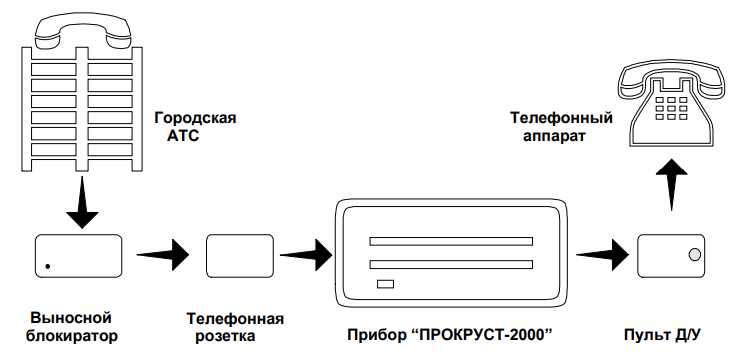 Городская
АТС
Телефонный
аппарат
Выносной
блокиратор
Телефонная
розетка
Прибор “ПРОКРУСТ-2000”
Пульт Д/У